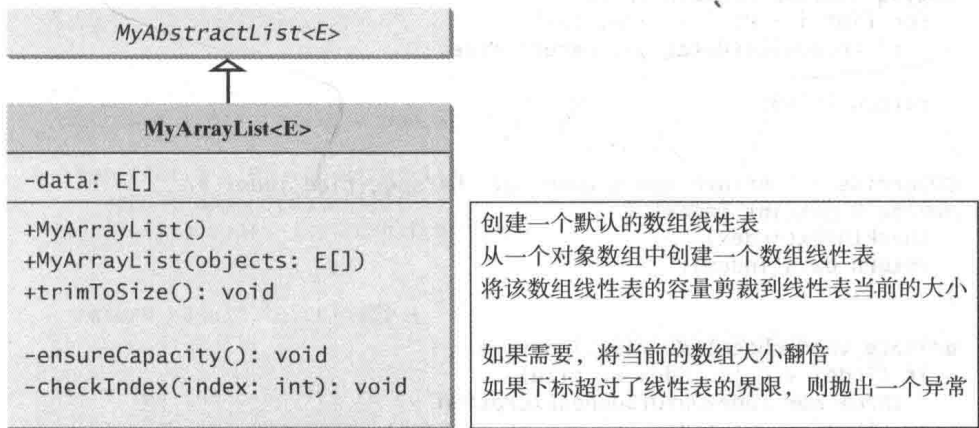 MyAbstractList<E>
MyArrayList<E>
-data: E[]
+MyArrayList()
+MyArrayList(objects: E[])
+trimToSize(): void
-ensureCapacity(): void
-checkIndex(index: int): void
创建一个默认的数组线性表
从一个对象数组中创建一个数组线性表
将该数组线性表的容量剪裁到线性表当前的大小
如果需要，将当前的数组大小翻倍
如果下标超过了线性表的界限，则抛出一个异常